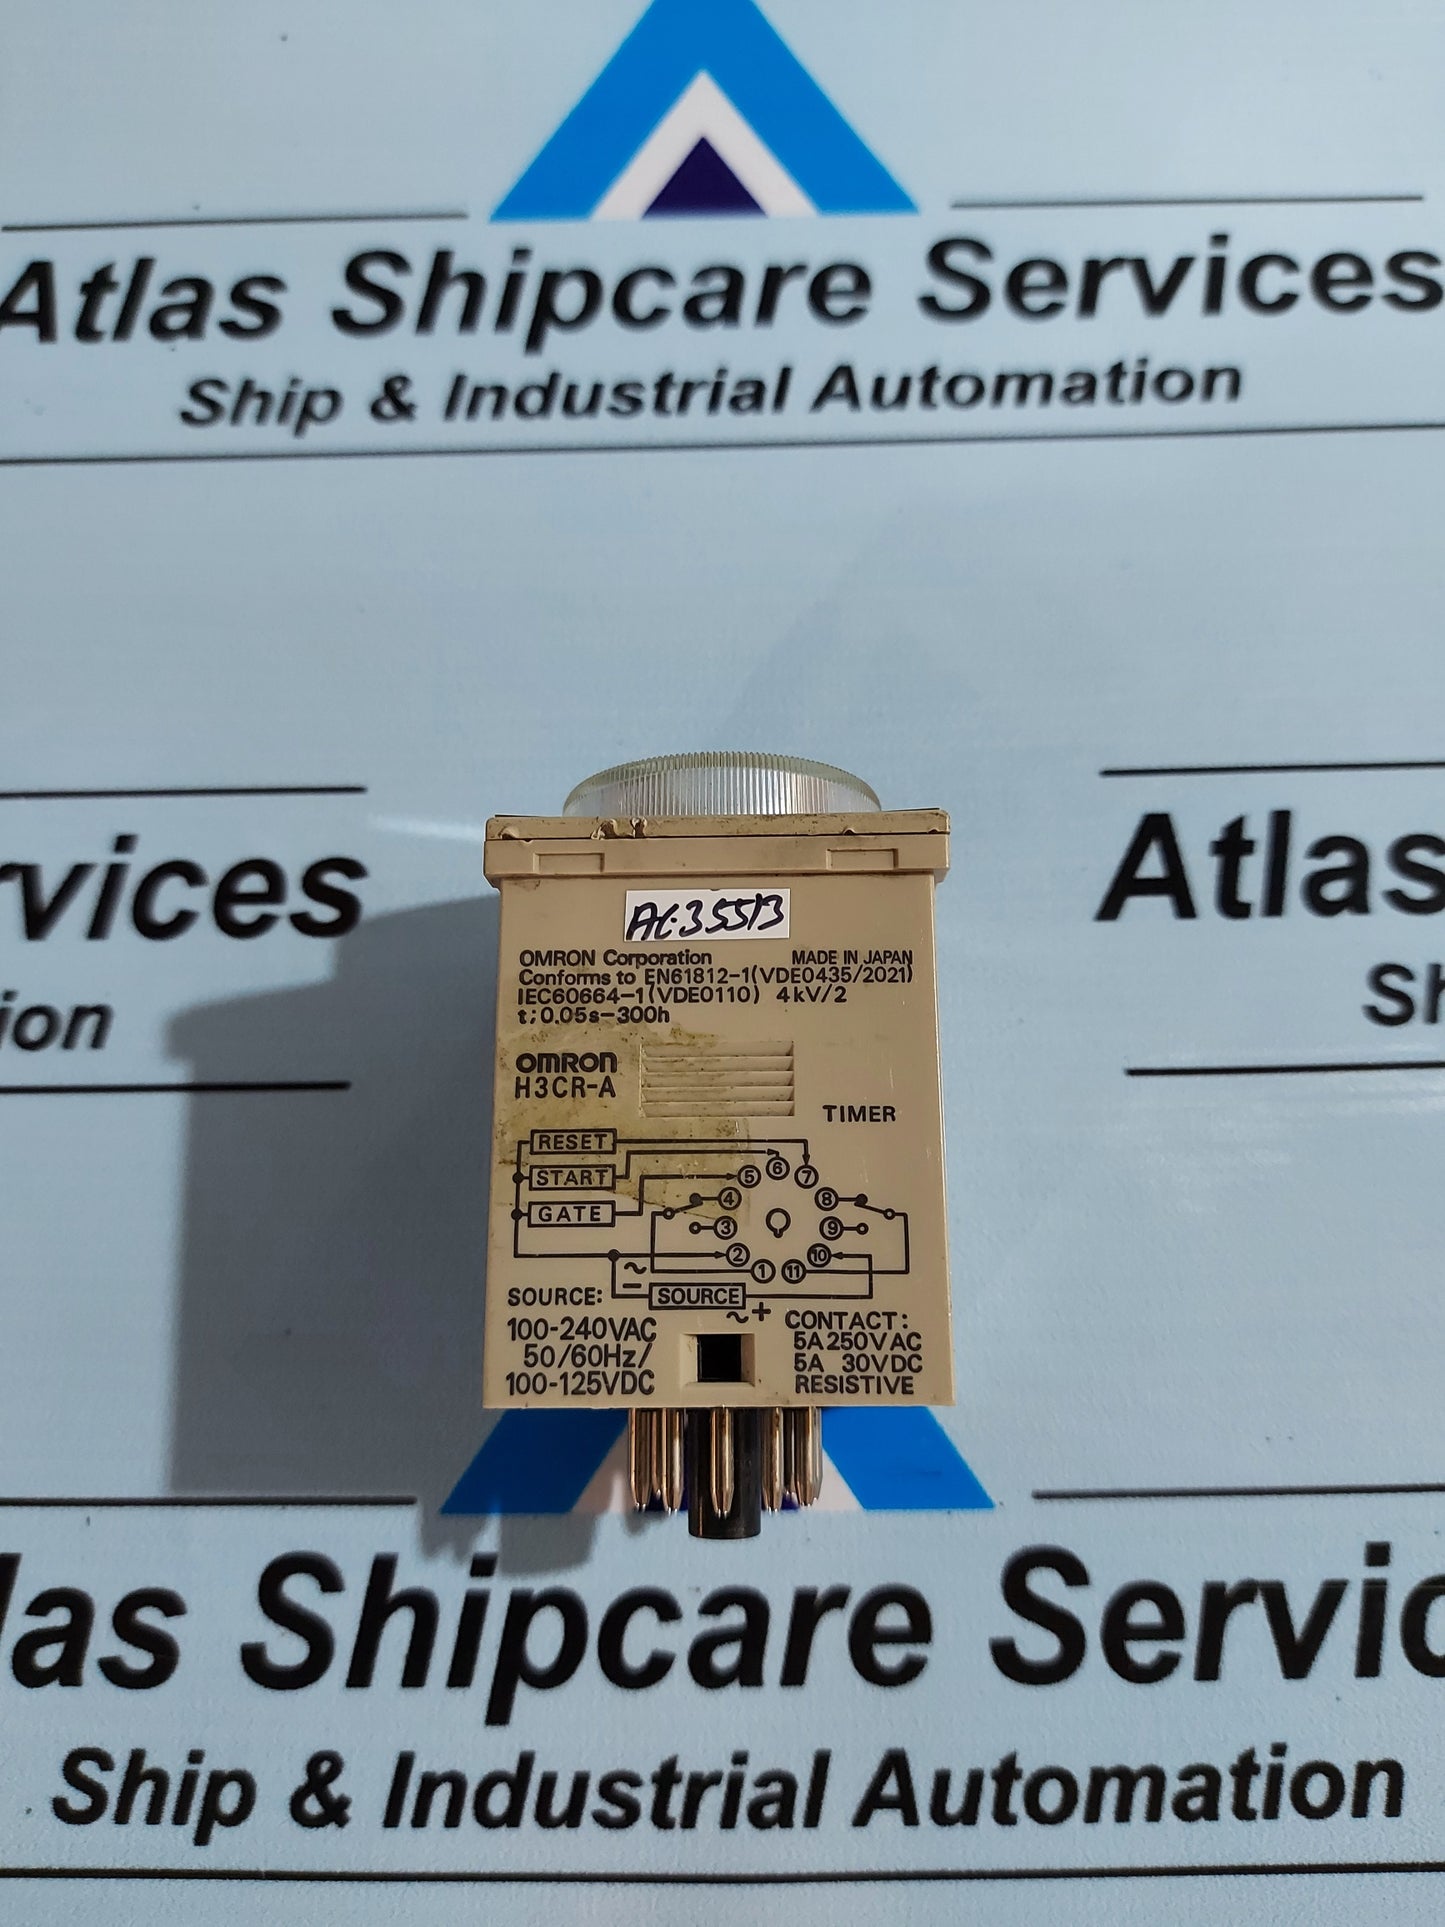 Atlas Shipcare Services
Ship & Industrial Automation
rvices
Atlas
ion
Sh
AC-35513
OMRON Corporation MADE IN JAPAN
Conforms to EN61812-1(VDE0435/2021)
IEC60664-1(VDE0110) 4kV/2
t;0.05s-300h
OMRON
H3CR-A
TIMER
RESET
START
GATE
5 6 7
4 8
3 9
2 10
1 11
~
−
SOURCE: SOURCE
~ +
100-240VAC
50/60Hz/
100-125VDC
CONTACT:
5A 250VAC
5A 30VDC
RESISTIVE
las Shipcare Servic
Ship & Industrial Automation